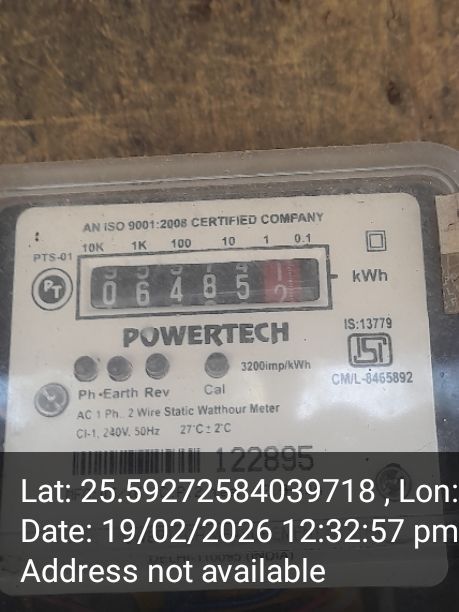 AN ISO 9001:2008 CERTIFIED COMPANY
10K 1K 100 10 1 0.1
PTS-01
PT
0 6 4 8 5 2
kWh
POWERTECH
IS:13779
ISI
CM/L-8465892
3200imp/kWh
Ph Earth Rev Cal
AC 1 Ph., 2 Wire Static Watthour Meter
Cl-1, 240V, 50Hz 27°C ± 2°C
122895
Lat: 25.59272584039718 , Lon:
Date: 19/02/2026 12:32:57 pm
Address not available